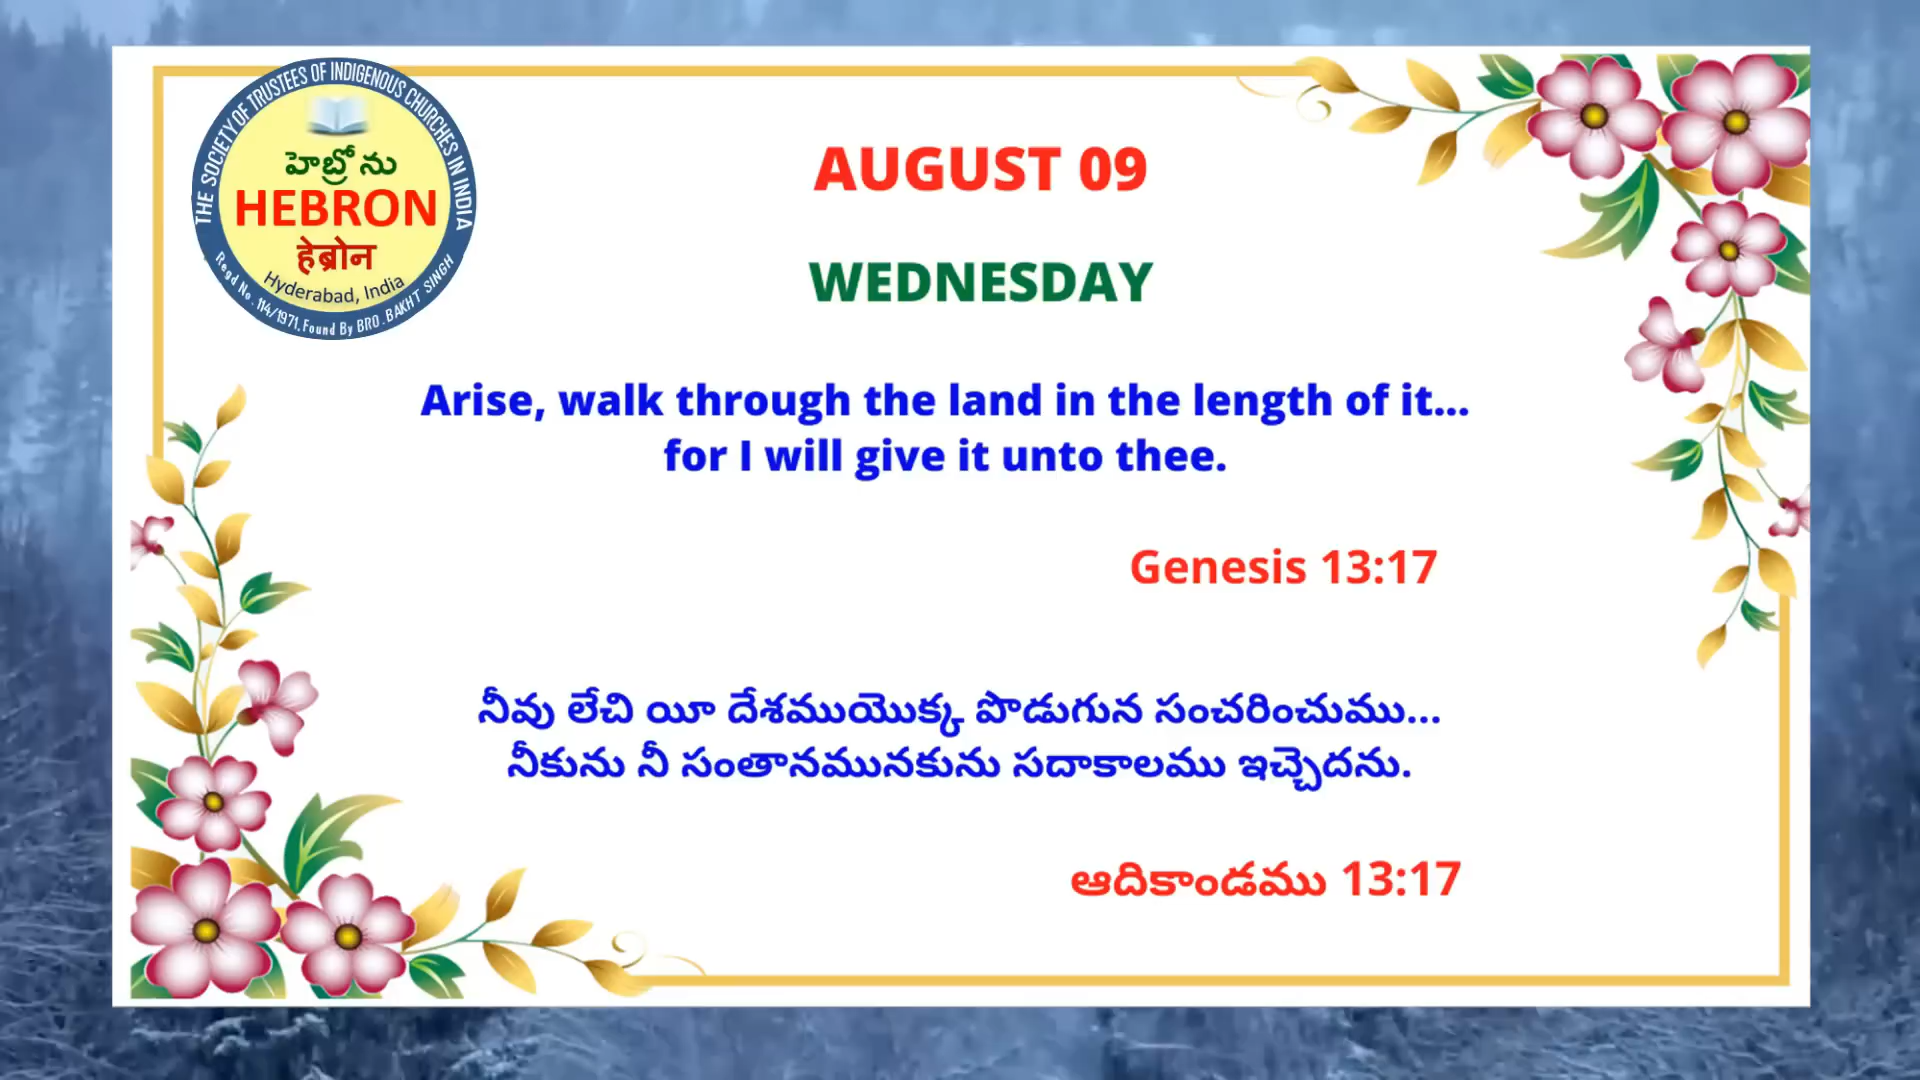 THE SOCIETY OF TRUSTEES OF INDIGENOUS CHURCHES IN INDIA
హెబ్రోను
HEBRON
हेब्रोन
Hyderabad, India
Regd No. 114/1971, Found By BRO. BAKHT SINGH
AUGUST 09
WEDNESDAY
Arise, walk through the land in the length of it...
for I will give it unto thee.
Genesis 13:17
నీవు లేచి యీ దేశముయొక్క పొడుగున సంచరించుము...
నీకును నీ సంతానమునకును సదాకాలము ఇచ్చెదను.
ఆదికాండము 13:17